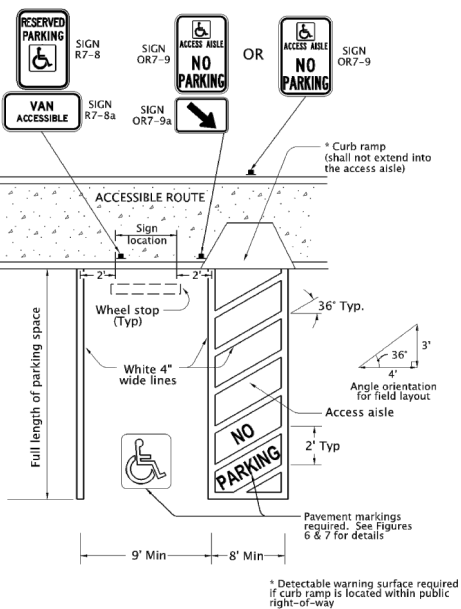 RESERVED
PARKING
SIGN
R7-8
VAN
ACCESSIBLE
SIGN
R7-8a
SIGN
OR7-9
ACCESS AISLE
NO
PARKING
SIGN
OR7-9a
OR
ACCESS AISLE
NO
PARKING
SIGN
OR7-9
* Curb ramp
(shall not extend into
the access aisle)
ACCESSIBLE ROUTE
Sign
location
2'
2'
Wheel stop
(Typ)
36° Typ.
Full length of parking space
White 4"
wide lines
36°
3'
4'
Angle orientation
for field layout
Access aisle
NO
PARKING
2' Typ
Pavement markings
required. See Figures
6 & 7 for details
9' Min
8' Min
* Detectable warning surface required
if curb ramp is located within public
right-of-way